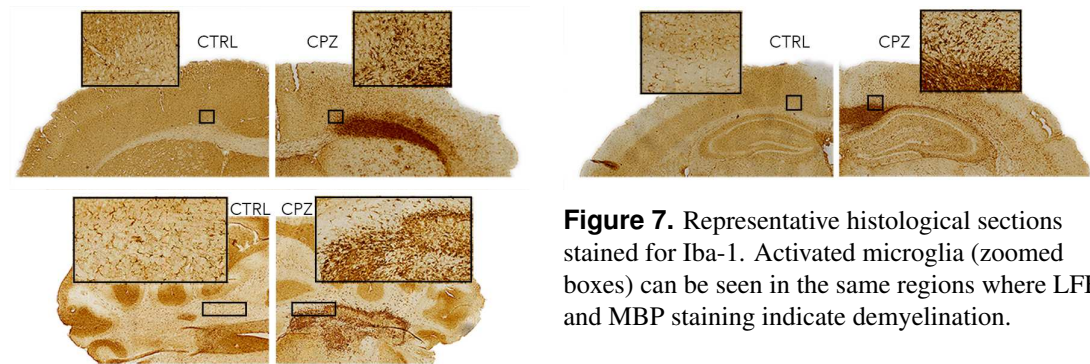 CTRL
CPZ
CTRL
CPZ
CTRL
CPZ
Figure 7. Representative histological sections
stained for Iba-1. Activated microglia (zoomed
boxes) can be seen in the same regions where
and MBP staining indicate demyelination.